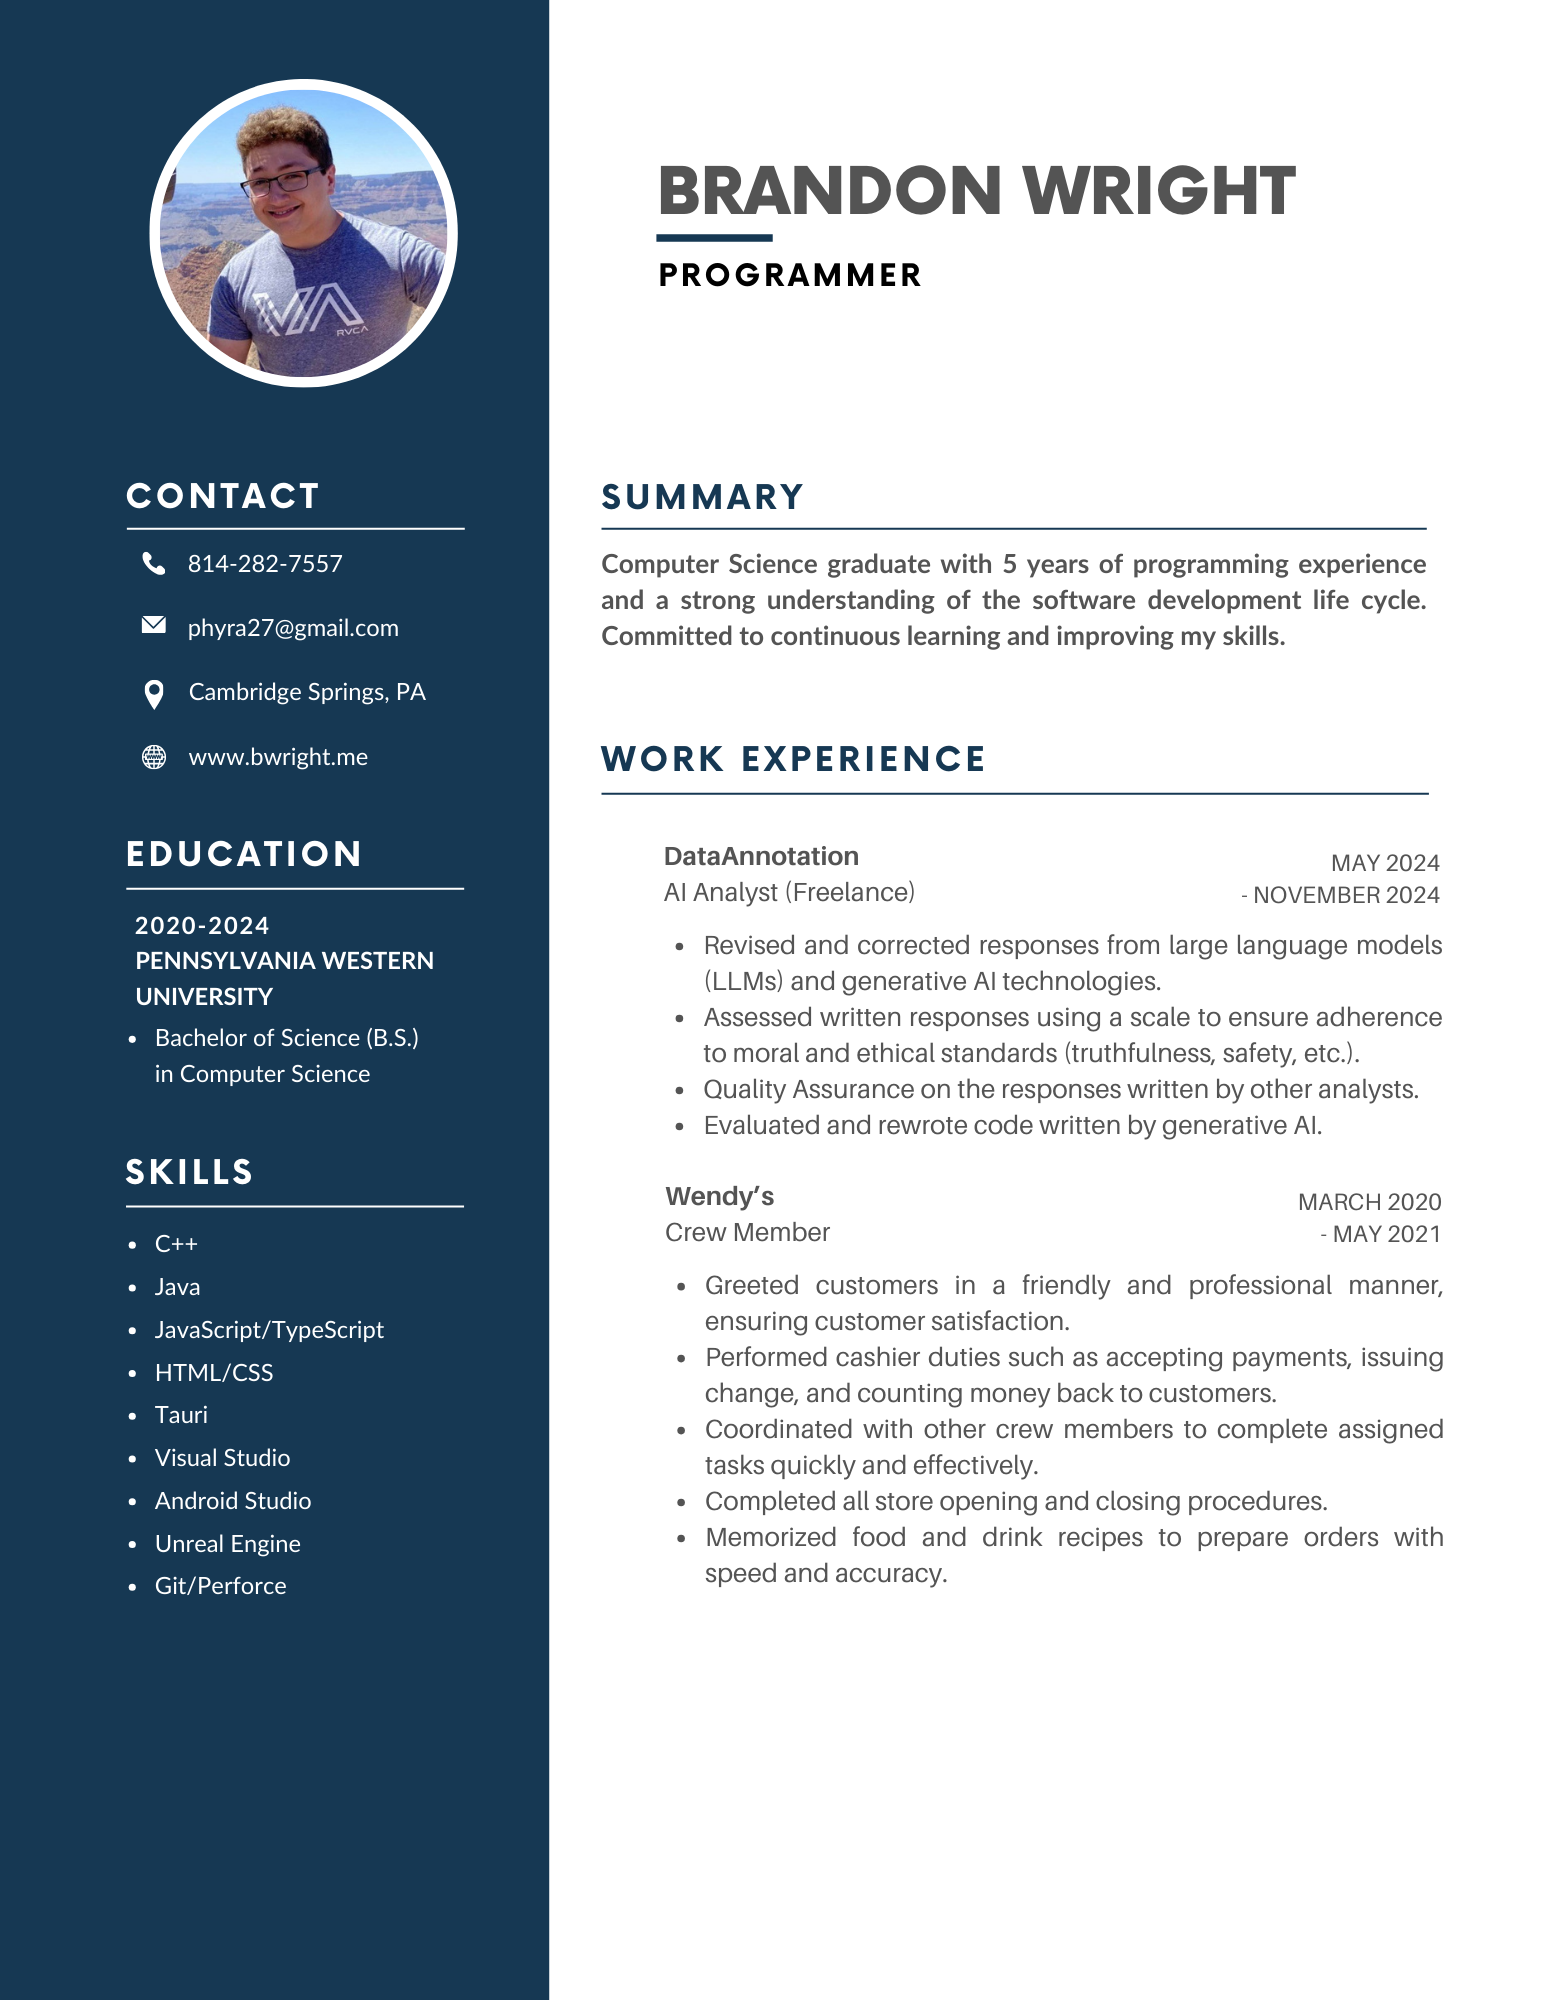 RVCA
CONTACT
814-282-7557
phyra27@gmail.com
Cambridge Springs, PA
www.bwright.me
EDUCATION
2020-2024
PENNSYLVANIA WESTERN
UNIVERSITY
• Bachelor of Science (B.S.)
in Computer Science
SKILLS
• C++
• Java
• JavaScript/TypeScript
• HTML/CSS
• Tauri
• Visual Studio
• Android Studio
• Unreal Engine
• Git/Perforce
BRANDON WRIGHT
PROGRAMMER
SUMMARY
Computer Science graduate with 5 years of programming experience
and a strong understanding of the software development life cycle.
Committed to continuous learning and improving my skills.
WORK EXPERIENCE
DataAnnotation
AI Analyst (Freelance)
MAY 2024
- NOVEMBER 2024
• Revised and corrected responses from large language models
(LLMs) and generative AI technologies.
• Assessed written responses using a scale to ensure adherence
to moral and ethical standards (truthfulness, safety, etc.).
• Quality Assurance on the responses written by other analysts.
• Evaluated and rewrote code written by generative AI.
Wendy’s
Crew Member
MARCH 2020
- MAY 2021
• Greeted customers in a friendly and professional manner,
ensuring customer satisfaction.
• Performed cashier duties such as accepting payments, issuing
change, and counting money back to customers.
• Coordinated with other crew members to complete assigned
tasks quickly and effectively.
• Completed all store opening and closing procedures.
• Memorized food and drink recipes to prepare orders with
speed and accuracy.